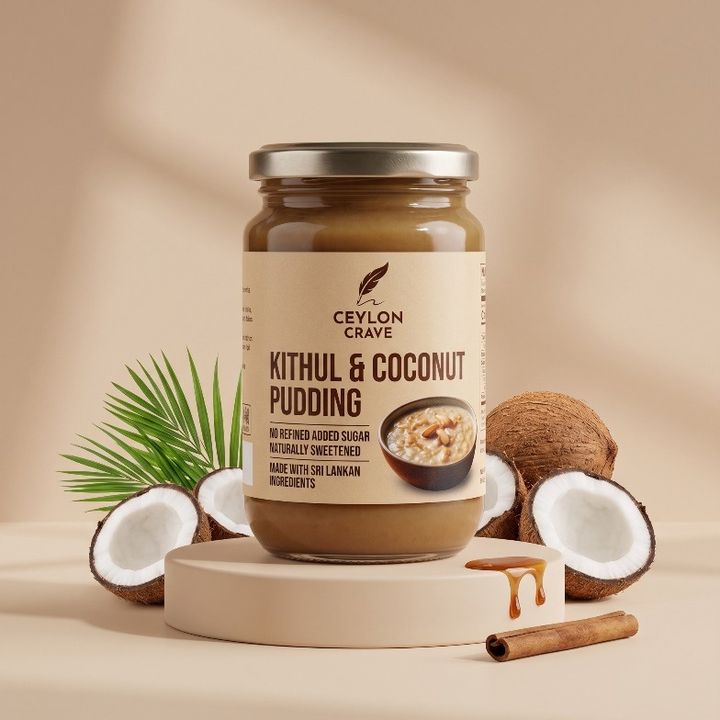 CEYLON
CRAVE
KITHUL & COCONUT
PUDDING
NO REFINED ADDED SUGAR
NATURALLY SWEETENED
MADE WITH SRI LANKAN
INGREDIENTS